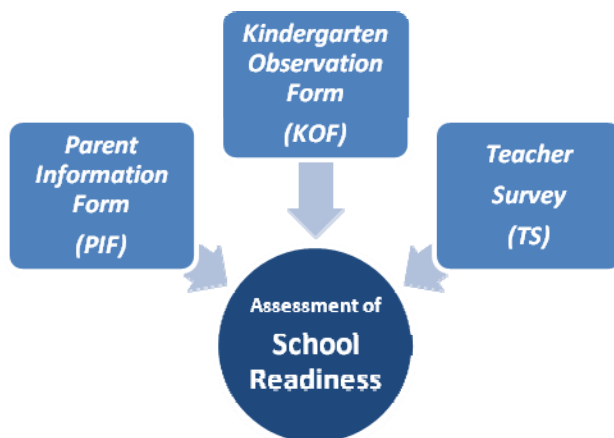 Kindergarten
Observation
Form
(KOF)
Parent
Information
Form
(PIF)
Teacher
Survey
(TS)
Assessment of
School
Readiness